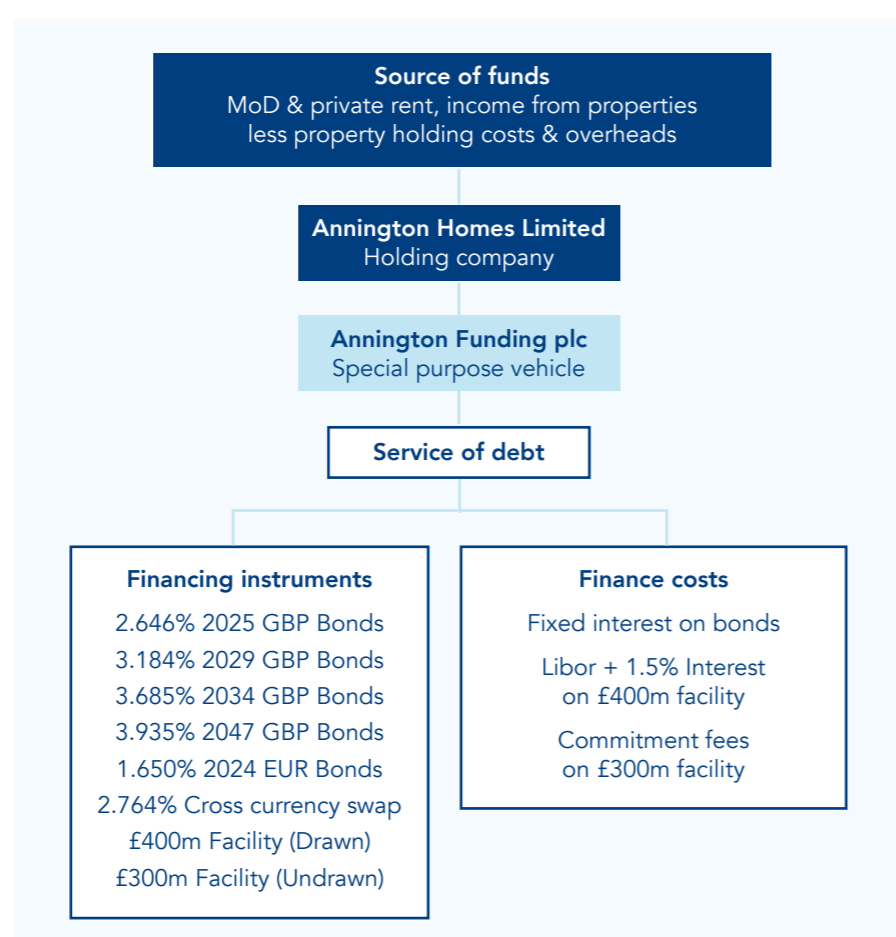 Source of funds
MoD & private rent, income from properties
less property holding costs & overheads
Annington Homes Limited
Holding company
Annington Funding plc
Special purpose vehicle
Service of debt
Financing instruments
2.646% 2025 GBP Bonds
3.184% 2029 GBP Bonds
3.685% 2034 GBP Bonds
3.935% 2047 GBP Bonds
1.650% 2024 EUR Bonds
2.764% Cross currency swap
£400m Facility (Drawn)
£300m Facility (Undrawn)
Finance costs
Fixed interest on bonds
Libor + 1.5% Interest
on £400m facility
Commitment fees
on £300m facility